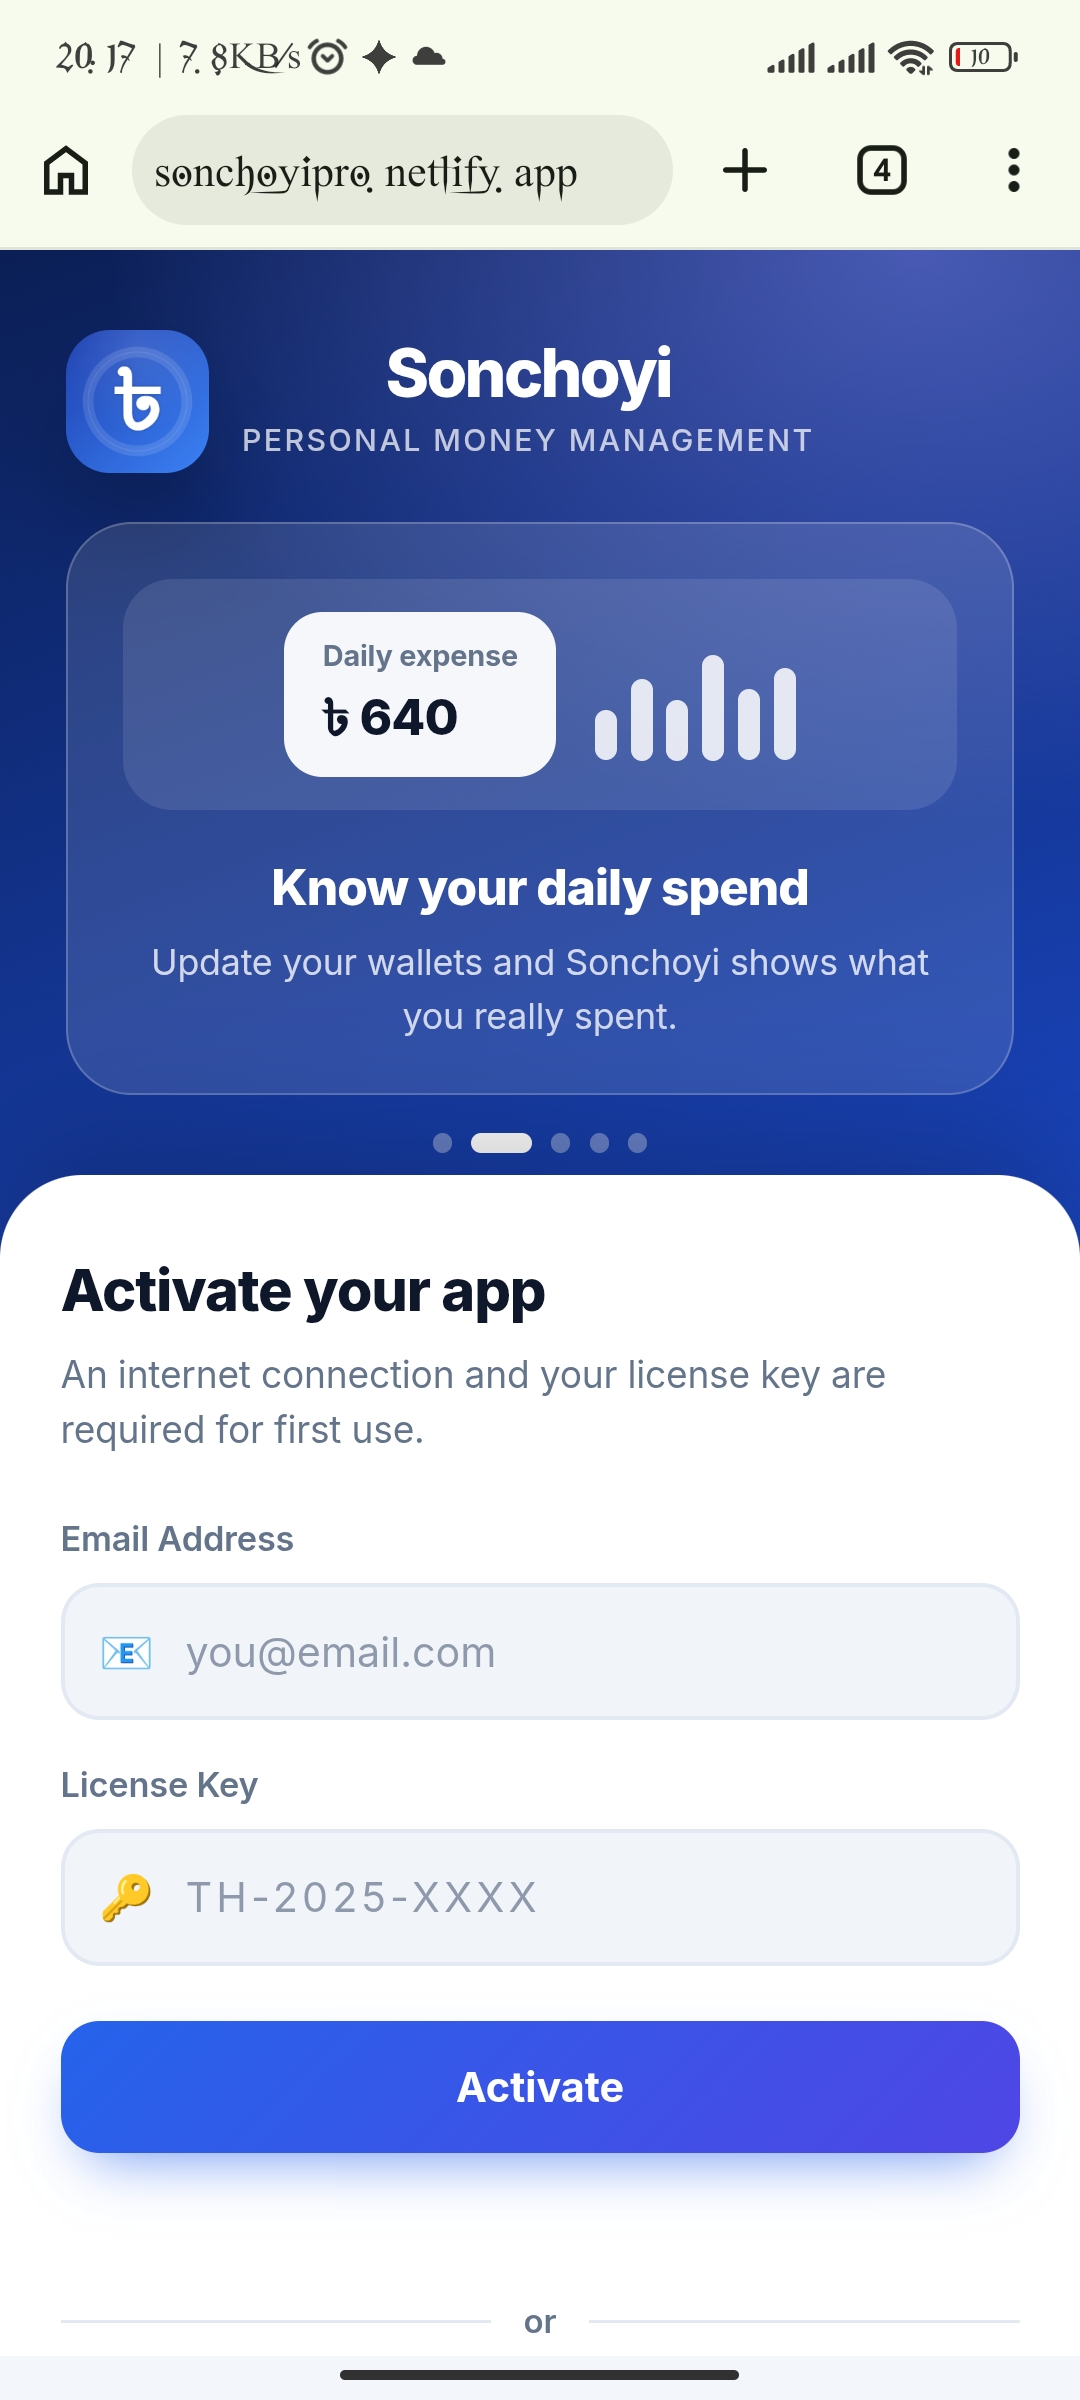 20:17 | 7.8KB/s
10
sonchoyipro.netlify.app
4
৳
Sonchoyi
PERSONAL MONEY MANAGEMENT
Daily expense
৳ 640
Know your daily spend
Update your wallets and Sonchoyi shows what
you really spent.
Activate your app
An internet connection and your license key are
required for first use.
Email Address
you@email.com
License Key
TH-2025-XXXX
Activate
or